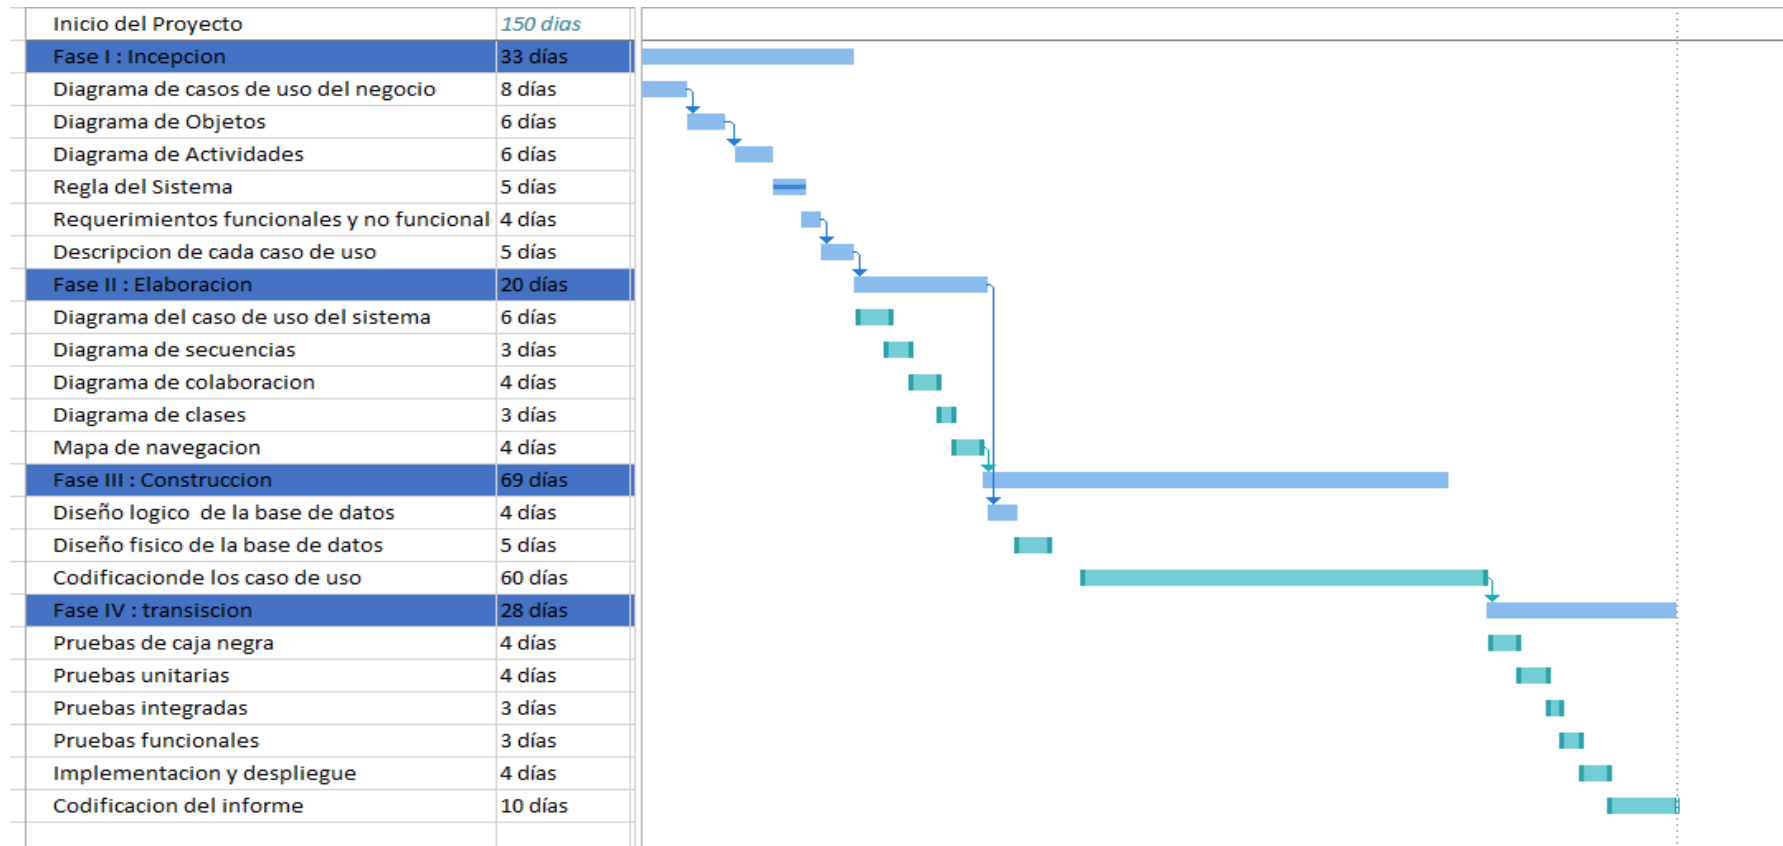 Inicio del Proyecto 150 dias
Fase I : Incepcion 33 días
Diagrama de casos de uso del negocio 8 días
Diagrama de Objetos 6 días
Diagrama de Actividades 6 días
Regla del Sistema 5 días
Requerimientos funcionales y no funcional 4 días
Descripcion de cada caso de uso 5 días
Fase II : Elaboracion 20 días
Diagrama del caso de uso del sistema 6 días
Diagrama de secuencias 3 días
Diagrama de colaboracion 4 días
Diagrama de clases 3 días
Mapa de navegacion 4 días
Fase III : Construccion 69 días
Diseño logico de la base de datos 4 días
Diseño fisico de la base de datos 5 días
Codificacionde los caso de uso 60 días
Fase IV : transiscion 28 días
Pruebas de caja negra 4 días
Pruebas unitarias 4 días
Pruebas integradas 3 días
Pruebas funcionales 3 días
Implementacion y despliegue 4 días
Codificacion del informe 10 días